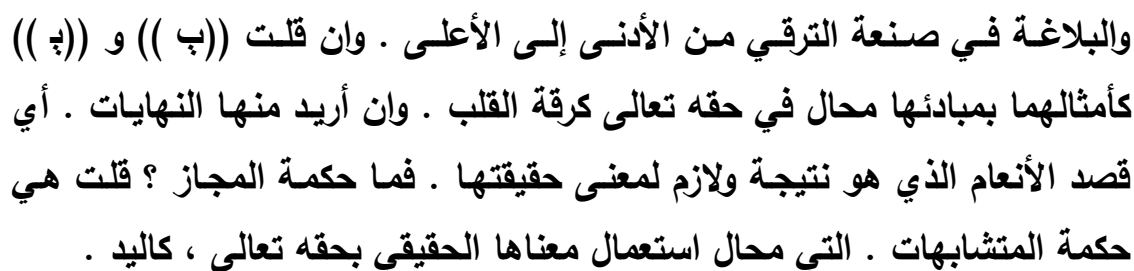 والبلاغة في صنعة الترقي من الأدنى إلى الأعلى . وان قلت ((پ )) و ((پ ))
كأمثالهما بمبادئها محال في حقه تعالى كرقة القلب . وان أريد منها النهايات . أي
قصد الأنعام الذي هو نتيجة ولازم لمعنى حقيقتها . فما حكمة المجاز ؟ قلت هي
حكمة المتشابهات . التي محال استعمال معناها الحقيقي بحقه تعالى ، كاليد .